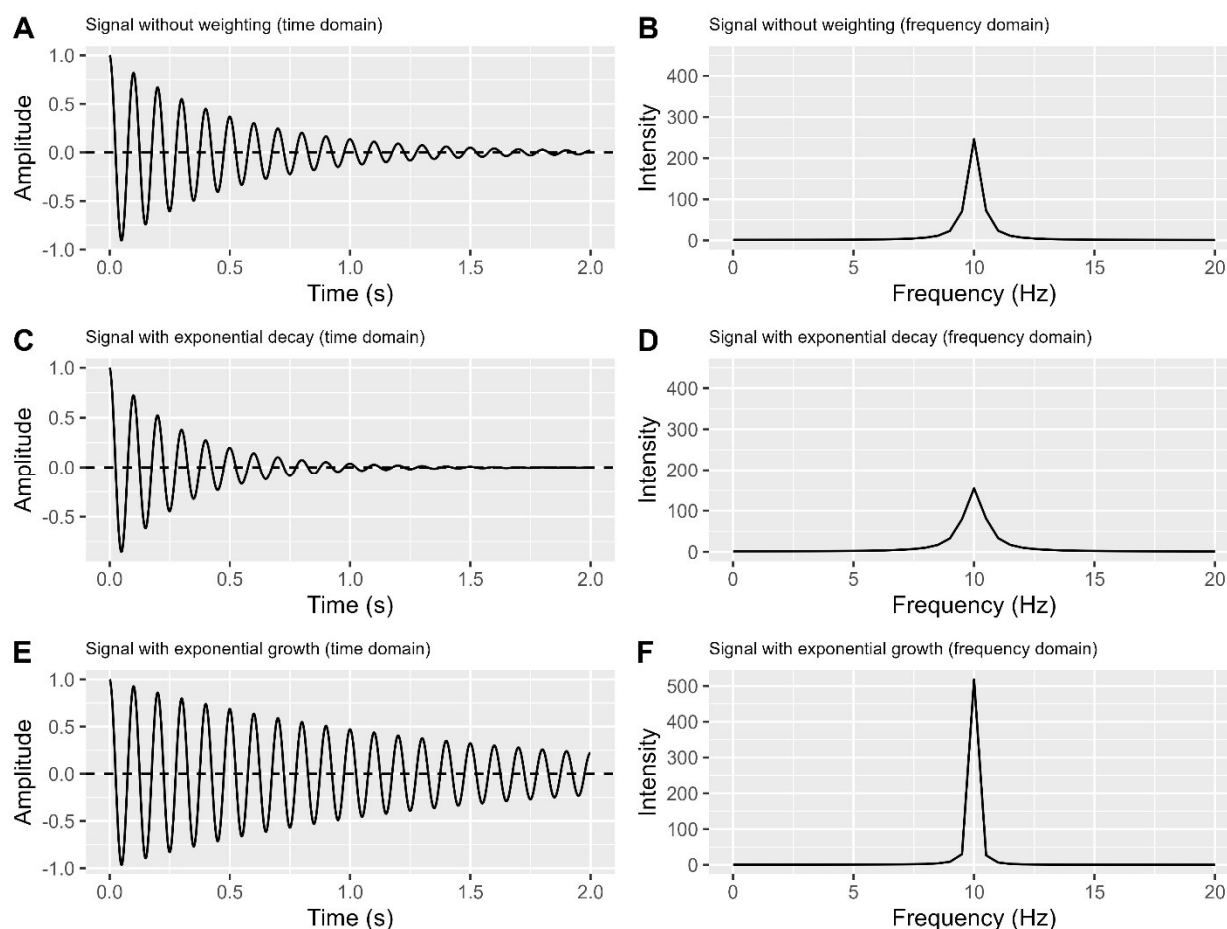 A Signal without weighting (time domain)
1.0
0.5
0.0
-0.5
-1.0
Amplitude
0.0 0.5 1.0 1.5 2.0
Time (s)
B Signal without weighting (frequency domain)
400
300
200
100
0
Intensity
0 5 10 15 20
Frequency (Hz)
C Signal with exponential decay (time domain)
1.0
0.5
0.0
-0.5
Amplitude
0.0 0.5 1.0 1.5 2.0
Time (s)
D Signal with exponential decay (frequency domain)
400
300
200
100
0
Intensity
0 5 10 15 20
Frequency (Hz)
E Signal with exponential growth (time domain)
1.0
0.5
0.0
-0.5
-1.0
Amplitude
0.0 0.5 1.0 1.5 2.0
Time (s)
F Signal with exponential growth (frequency domain)
500
400
300
200
100
0
Intensity
0 5 10 15 20
Frequency (Hz)